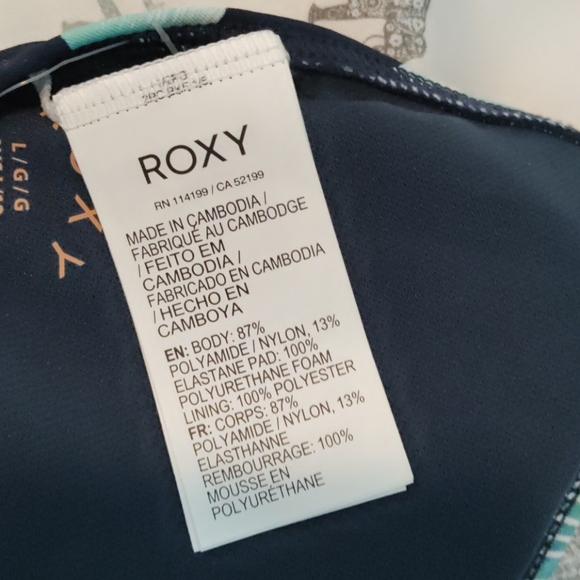 ROXY
RN 114199 / CA 52199
MADE IN CAMBODIA /
FABRIQUÉ AU CAMBODGE
/ FEITO EM
CAMBODIA /
FABRICADO EN CAMBODIA
/ HECHO EN
CAMBOYA
EN: BODY: 87%
POLYAMIDE / NYLON, 13%
ELASTANE PAD: 100%
POLYURETHANE FOAM
LINING: 100% POLYESTER
FR: CORPS: 87%
POLYAMIDE / NYLON, 13%
ELASTHANNE
REMBOURRAGE: 100%
MOUSSE EN
POLYURÉTHANE
L/G/G